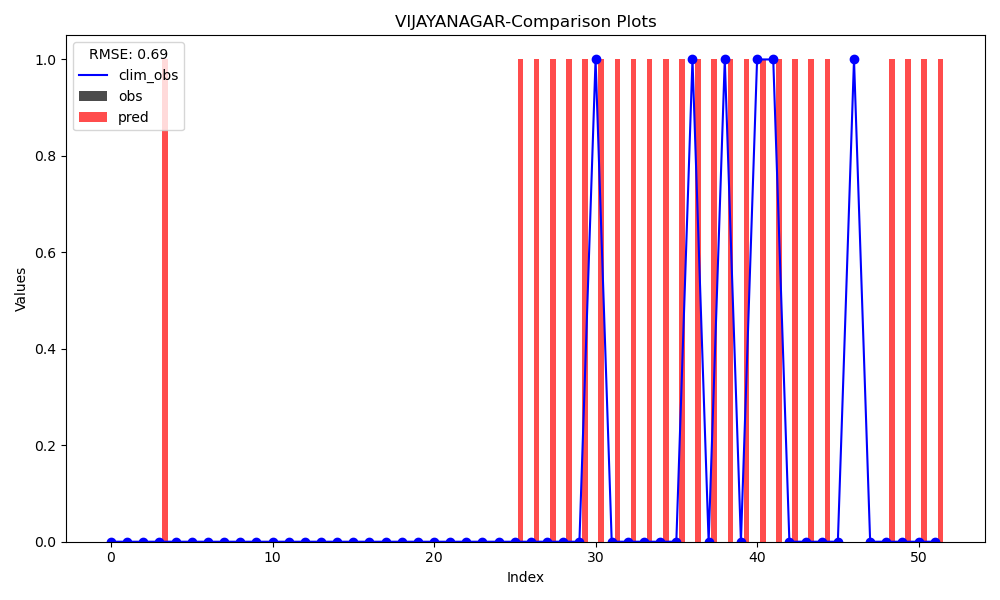 VIJAYANAGAR-Comparison Plots
RMSE: 0.69
clim_obs
obs
pred
1.0
0.8
0.6
0.4
0.2
0.0
Values
0 10 20 30 40 50
Index